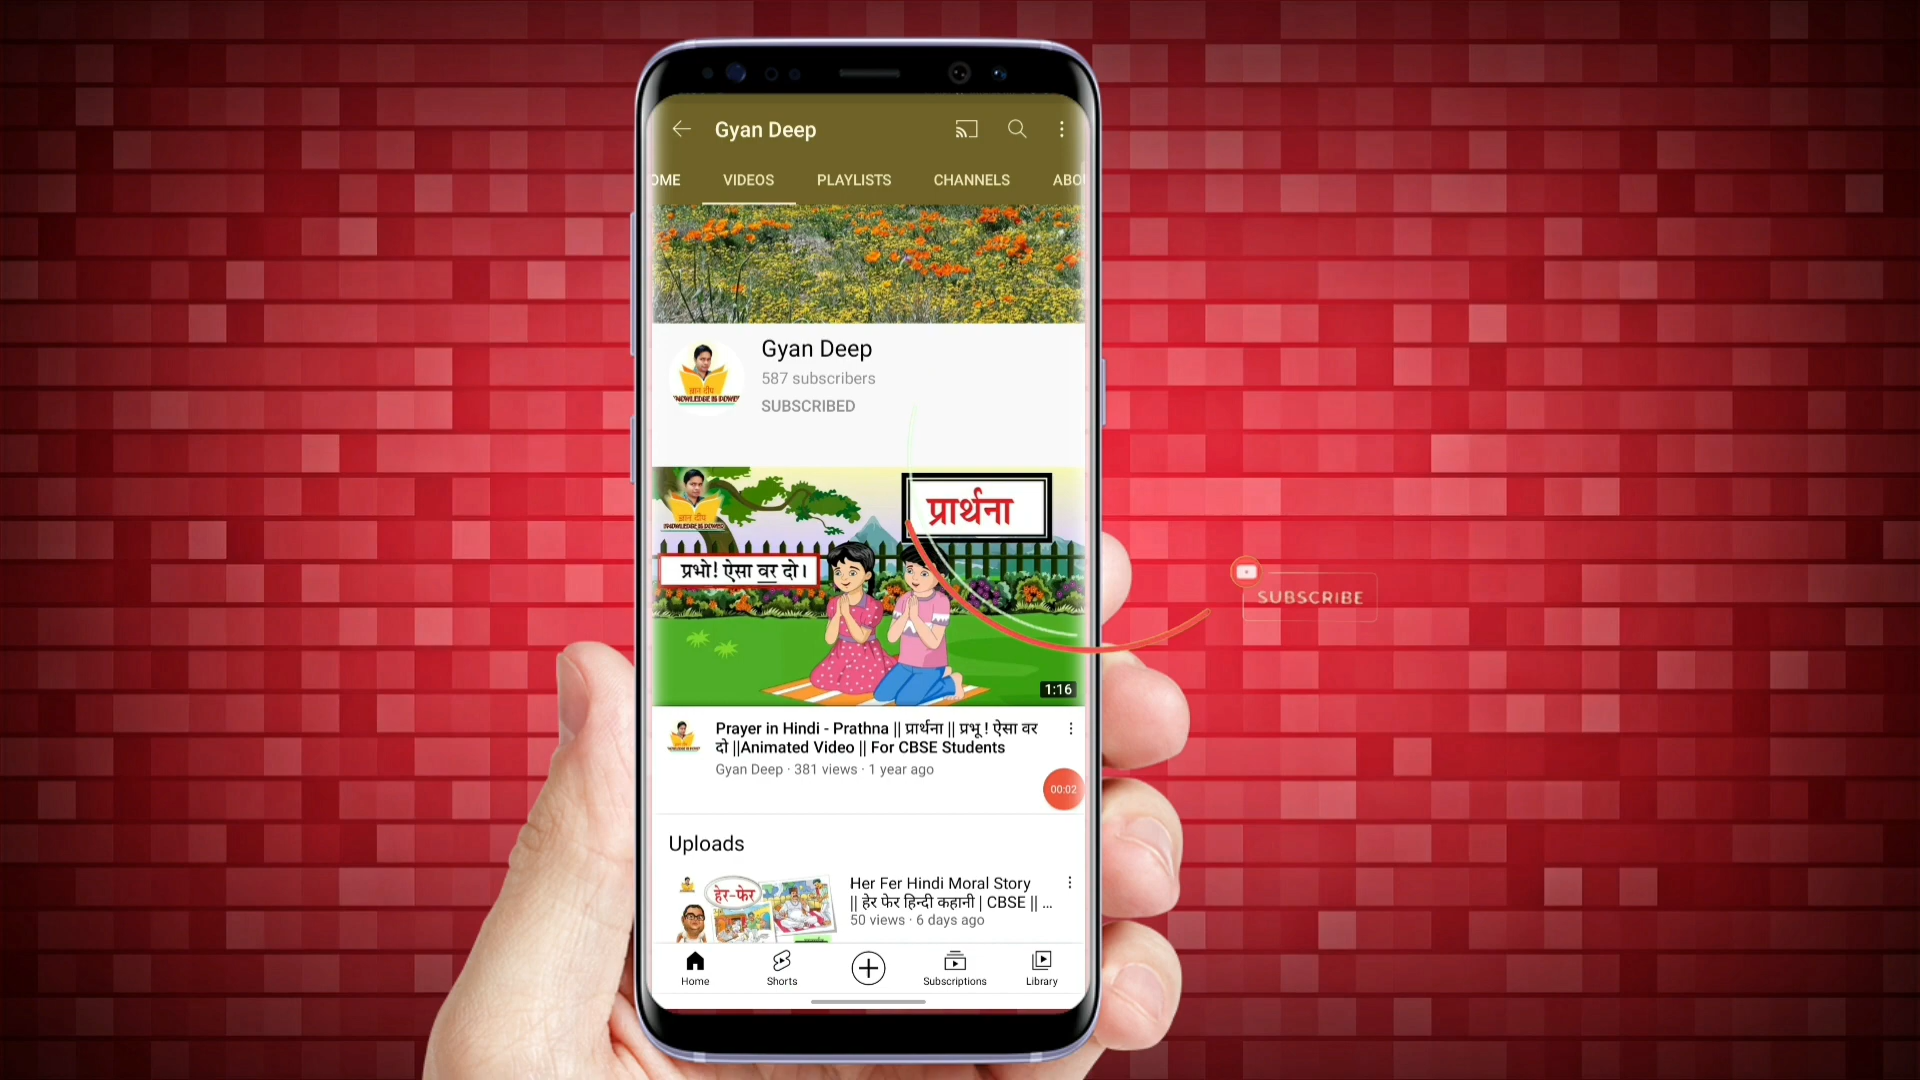 Gyan Deep
OME VIDEOS PLAYLISTS CHANNELS ABO
Gyan Deep
587 subscribers
SUBSCRIBED
ज्ञान दीप
प्रार्थना
ज्ञान दीप
KNOWLEDGE IS POWER
प्रभो! ऐसा वर दो।
SUBSCRIBE
1:16
Prayer in Hindi - Prathna || प्रार्थना || प्रभू ! ऐसा वर
दो ||Animated Video || For CBSE Students
Gyan Deep · 381 views · 1 year ago
00:02
Uploads
हेर-फेर
Her Fer Hindi Moral Story
|| हेर फेर हिन्दी कहानी | CBSE || ...
50 views · 6 days ago
Home Shorts Subscriptions Library